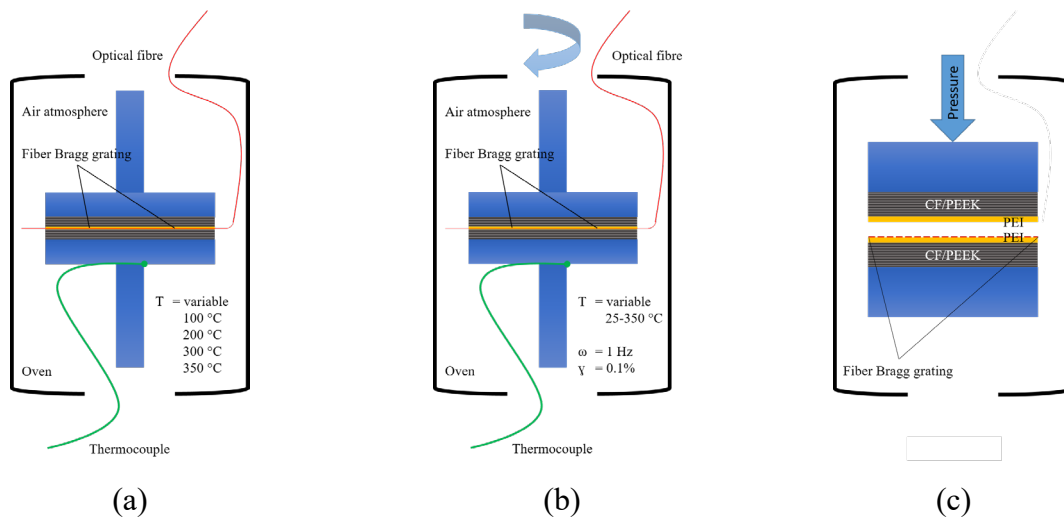 Optical fibre
Air atmosphere
Fiber Bragg grating
T = variable
100 °C
200 °C
300 °C
350 °C
Oven
Thermocouple
(a)
Optical fibre
Air atmosphere
Fiber Bragg grating
T = variable
25-350 °C
ω = 1 Hz
Ɣ = 0.1%
Oven
Thermocouple
(b)
Pressure
CF/PEEK
PEI
PEI
CF/PEEK
Fiber Bragg grating
(c)